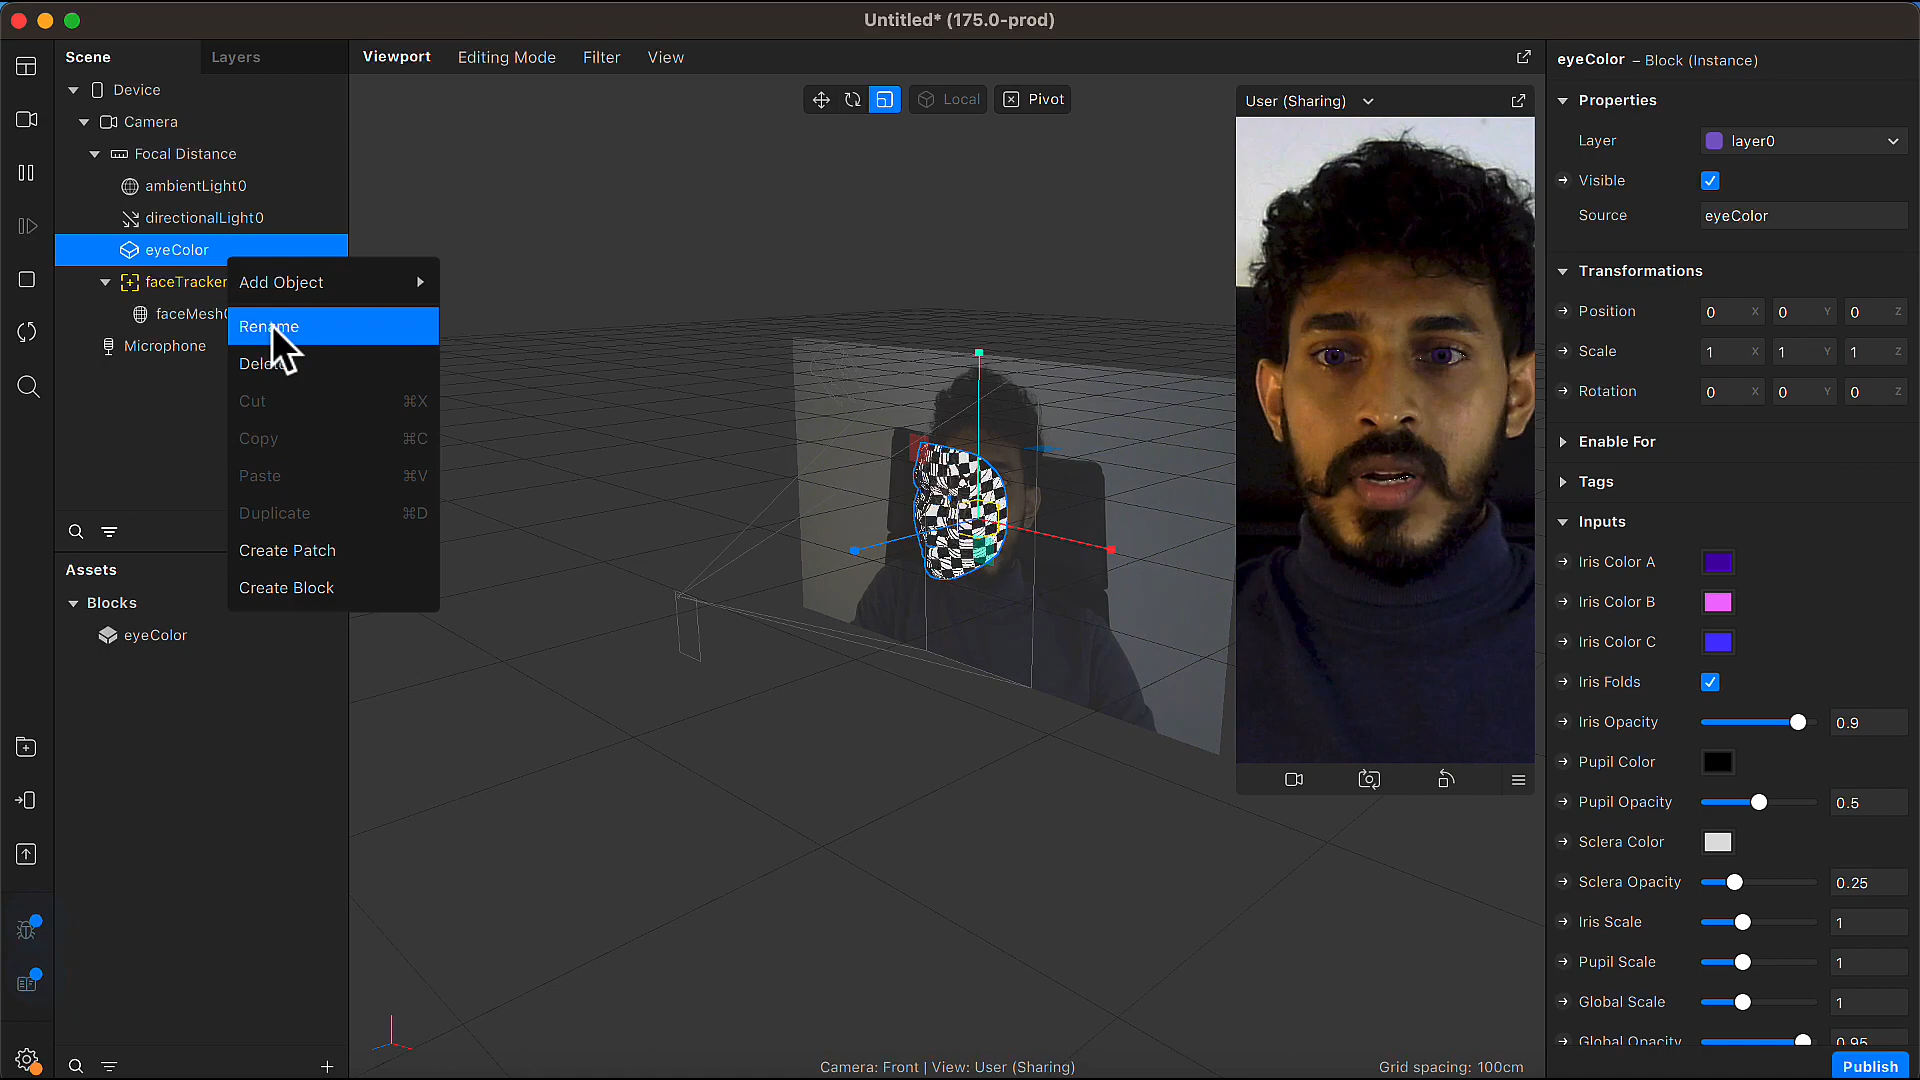 Untitled* (175.0-prod)
Scene
Layers
Device
Camera
Focal Distance
ambientLight0
directionalLight0
eyeColor
faceTracker
faceMesh
Microphone
Add Object
Rename
Delete
Cut ⌘X
Copy ⌘C
Paste ⌘V
Duplicate ⌘D
Create Patch
Create Block
Assets
Blocks
eyeColor
Viewport
Editing Mode
Filter
View
Local
Pivot
User (Sharing)
Camera: Front | View: User (Sharing)
Grid spacing: 100cm
eyeColor – Block (Instance)
Properties
Layer layer0
Visible
Source eyeColor
Transformations
Position 0 X 0 Y 0 Z
Scale 1 X 1 Y 1 Z
Rotation 0 X 0 Y 0 Z
Enable For
Tags
Inputs
Iris Color A
Iris Color B
Iris Color C
Iris Folds
Iris Opacity 0.9
Pupil Color
Pupil Opacity 0.5
Sclera Color
Sclera Opacity 0.25
Iris Scale 1
Pupil Scale 1
Global Scale 1
Global Opacity 0.95
Publish